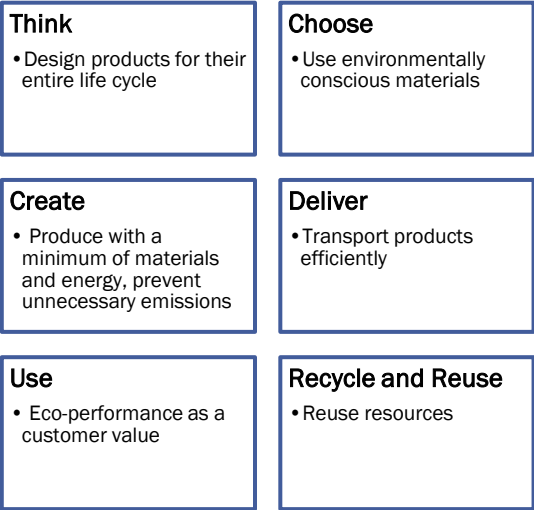 Think
•Design products for their
entire life cycle
Choose
•Use environmentally
conscious materials
Create
• Produce with a
minimum of materials
and energy, prevent
unnecessary emissions
Deliver
•Transport products
efficiently
Use
• Eco-performance as a
customer value
Recycle and Reuse
•Reuse resources